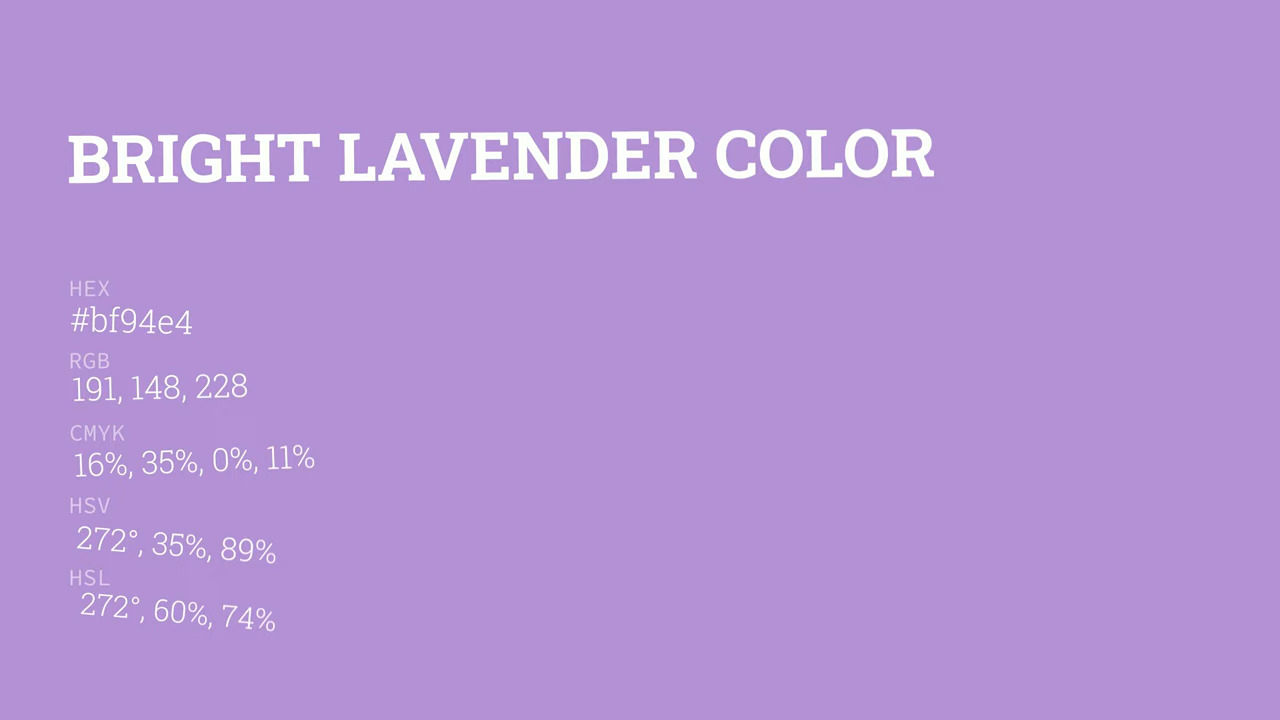 BRIGHT LAVENDER COLOR
HEX
#bf94e4
RGB
191, 148, 228
CMYK
16%, 35%, 0%, 11%
HSV
272°, 35%, 89%
HSL
272°, 60%, 74%